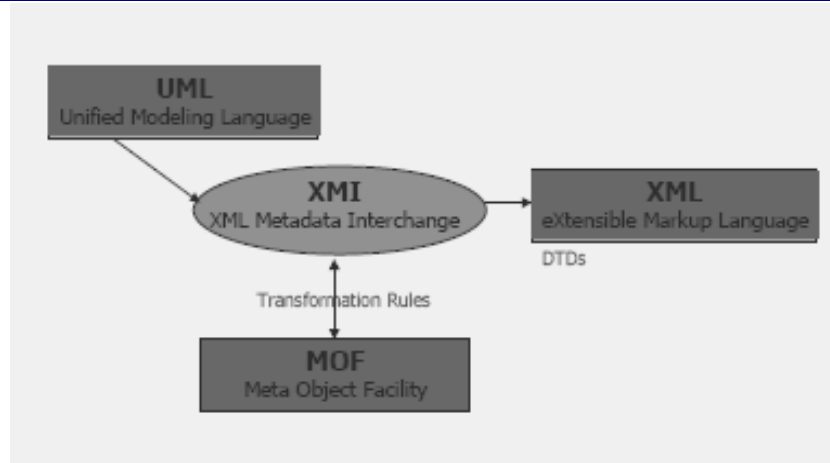 UML
Unified Modeling Language
XMI
XML Metadata Interchange
XML
eXtensible Markup Language
DTDs
Transformation Rules
MOF
Meta Object Facility